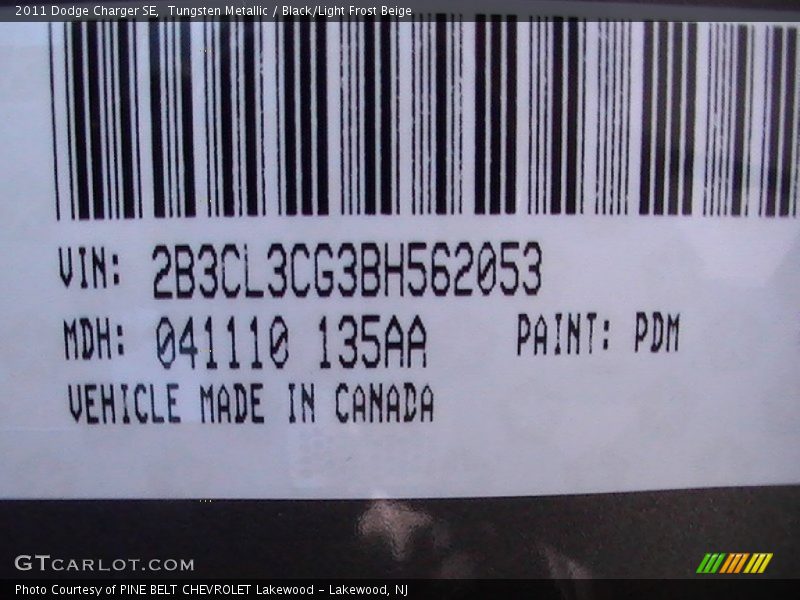 2011 Dodge Charger SE,  Tungsten Metallic / Black/Light Frost Beige
VIN: 2B3CL3CG3BH562053
MDH: 041110 135AA PAINT: PDM
VEHICLE MADE IN CANADA
GTCARLOT.COM
Photo Courtesy of PINE BELT CHEVROLET Lakewood - Lakewood, NJ